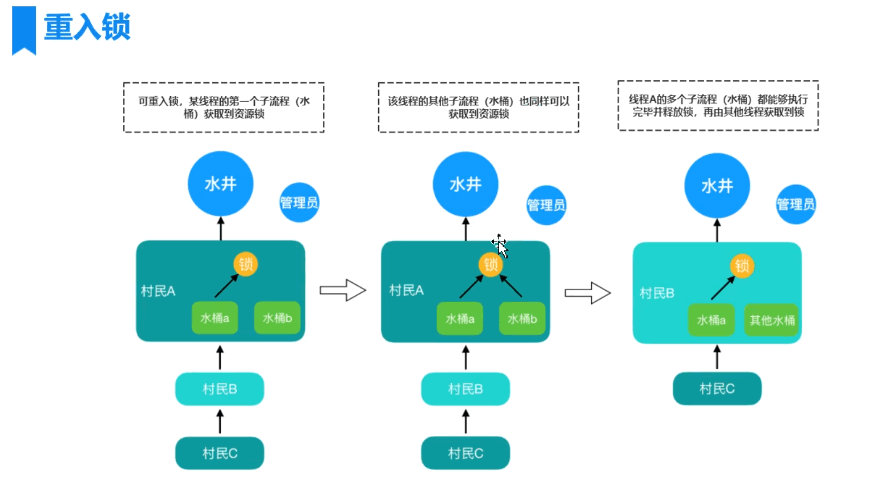 重入锁
可重入锁，某线程的第一个子流程（水
桶）获取到资源锁
该线程的其他子流程（水桶）也同样可以
获取到资源锁
线程A的多个子流程（水桶）都能够执行
完毕并释放锁，再由其他线程获取到锁
水井
管理员
锁
村民A
水桶a
水桶b
村民B
村民C
水井
管理员
锁
村民A
水桶a
水桶b
村民B
村民C
水井
管理员
锁
村民B
水桶a
其他水桶
村民C